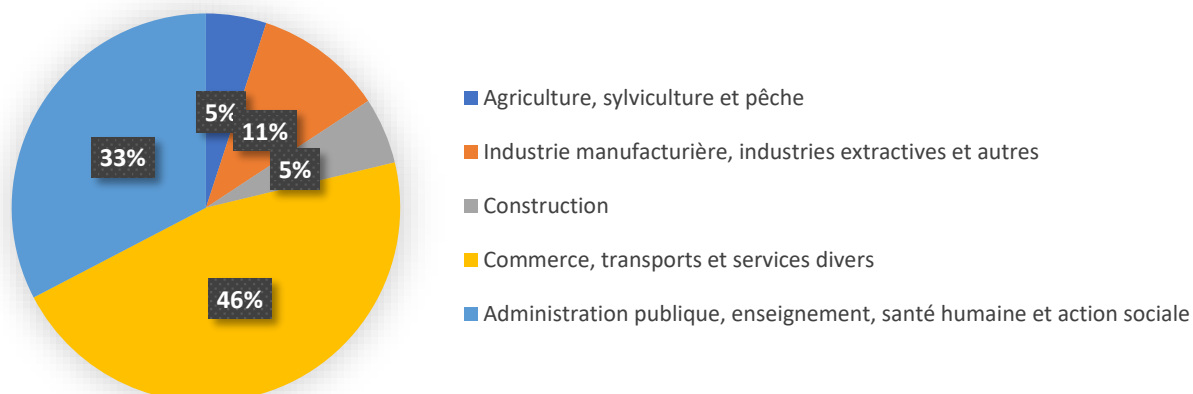 5%
11%
33%
5%
46%
Agriculture, sylviculture et pêche
Industrie manufacturière, industries extractives et autres
Construction
Commerce, transports et services divers
Administration publique, enseignement, santé humaine et action sociale